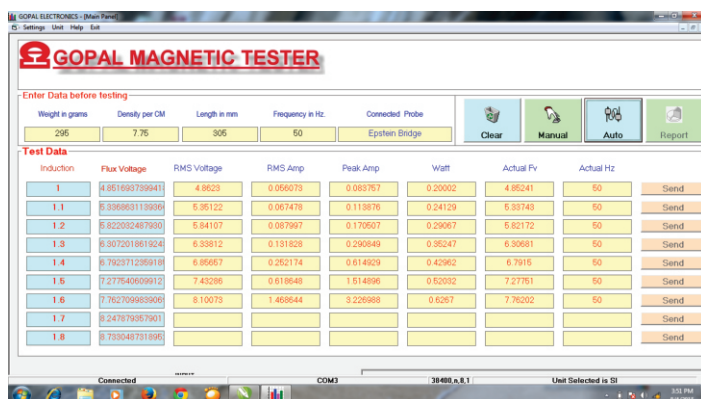 GOPAL ELECTRONICS - [Main Panel]
Settings Unit Help Exit
GOPAL MAGNETIC TESTER
Enter Data before testing
Weight in grams Density per CM Length in mm Frequency in Hz. Connected Probe
295 7.75 305 50 Epstein Bridge
Clear Manual Auto Report
Test Data
Induction Flux Voltage RMS Voltage RMS Amp Peak Amp Watt Actual Fv Actual Hz
1 4.851693739941 4.8623 0.056073 0.083757 0.20002 4.85241 50 Send
1.1 5.336863113936 5.35122 0.067478 0.113876 0.24129 5.33743 50 Send
1.2 5.822032487930 5.84107 0.087997 0.170507 0.29067 5.82172 50 Send
1.3 6.307201861924 6.33812 0.131828 0.290849 0.35247 6.30681 50 Send
1.4 6.792371235918 6.85657 0.252174 0.614929 0.42962 6.7915 50 Send
1.5 7.277540609912 7.43286 0.618648 1.514896 0.52032 7.27751 50 Send
1.6 7.762709983906 8.10073 1.468644 3.226988 0.6267 7.76202 50 Send
1.7 8.247879357901 Send
1.8 8.733048731895 Send
Connected COM3 38400,n,8,1 Unit Selected is SI
3:51 PM